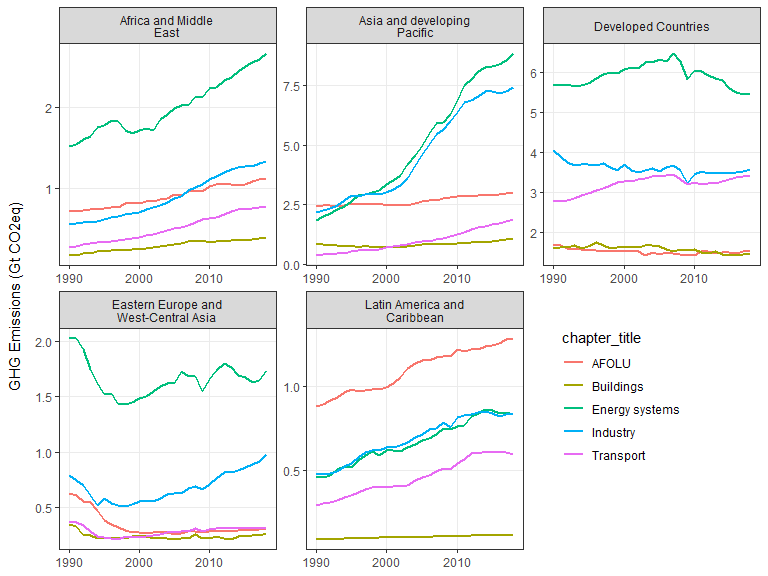 Africa and Middle
East
Asia and developing
Pacific
Developed Countries
2
1
7.5
5.0
2.5
0.0
6
5
4
3
2
1990
2000
2010
1990
2000
2010
1990
2000
2010
GHG Emissions (Gt CO2eq)
Eastern Europe and
West-Central Asia
Latin America and
Caribbean
2.0
1.5
1.0
0.5
1.0
0.5
1990
2000
2010
1990
2000
2010
chapter_title
AFOLU
Buildings
Energy systems
Industry
Transport